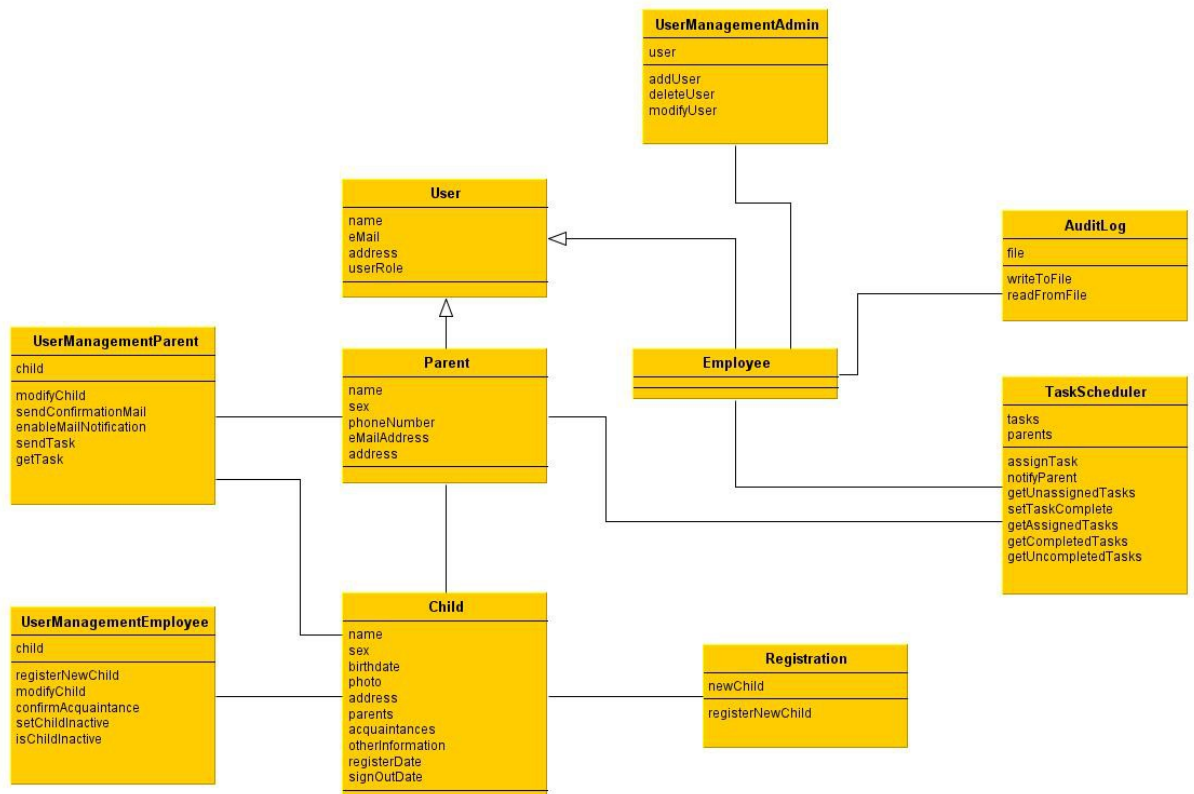 UserManagementAdmin
user
addUser
deleteUser
modifyUser
User
name
eMail
address
userRole
AuditLog
file
writeToFile
readFromFile
UserManagementParent
child
modifyChild
sendConfirmationMail
enableMailNotification
sendTask
getTask
Parent
name
sex
phoneNumber
eMailAddress
address
Employee
TaskScheduler
tasks
parents
assignTask
notifyParent
getUnassignedTasks
setTaskComplete
getAssignedTasks
getCompletedTasks
getUncompletedTasks
UserManagementEmployee
child
registerNewChild
modifyChild
confirmAcquaintance
setChildInactive
isChildInactive
Child
name
sex
birthdate
photo
address
parents
acquaintances
otherInformation
registerDate
signOutDate
Registration
newChild
registerNewChild